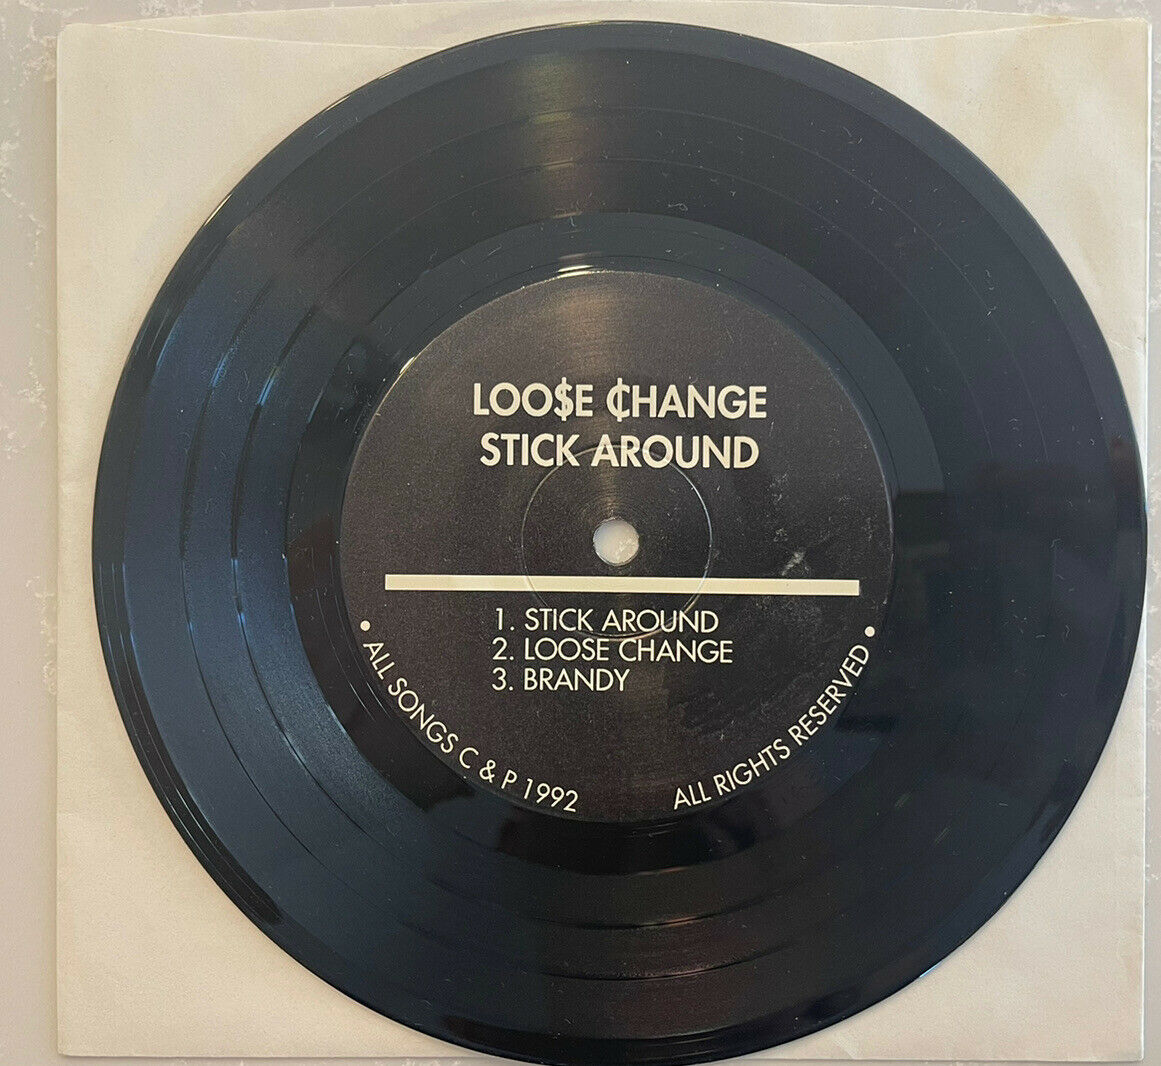 LOO$E ₵HANGE
STICK AROUND
1. STICK AROUND
2. LOOSE CHANGE
3. BRANDY
• ALL SONGS C & P 1992
ALL RIGHTS RESERVED •